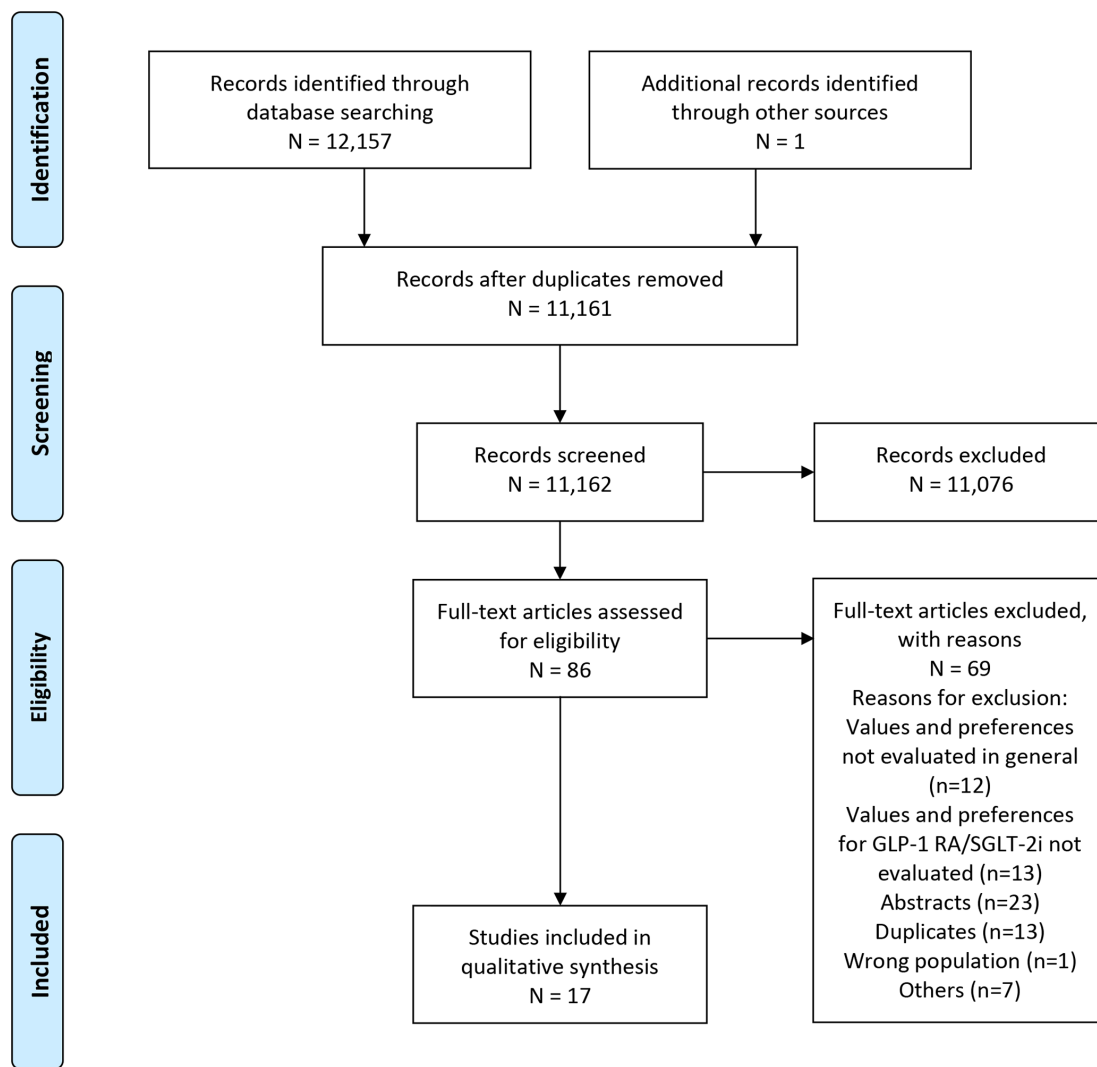 Identification
Records identified through
database searching
N = 12,157
Additional records identified
through other sources
N = 1
Records after duplicates removed
N = 11,161
Screening
Records screened
N = 11,162
Records excluded
N = 11,076
Eligibility
Full-text articles assessed
for eligibility
N = 86
Full-text articles excluded,
with reasons
N = 69
Reasons for exclusion:
Values and preferences
not evaluated in general
(n=12)
Values and preferences
for GLP-1 RA/SGLT-2i not
evaluated (n=13)
Abstracts (n=23)
Duplicates (n=13)
Wrong population (n=1)
Others (n=7)
Included
Studies included in
qualitative synthesis
N = 17